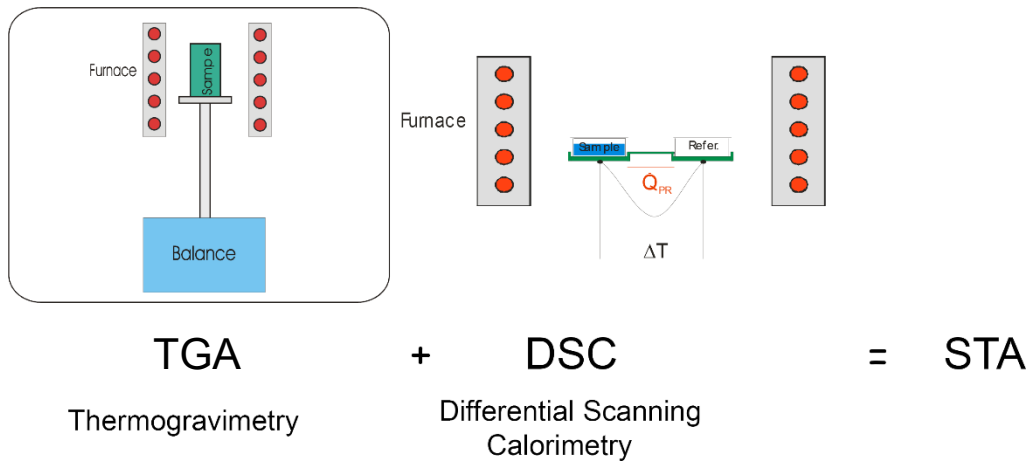 Furnace
Sample
Balance
Furnace
Sample
Refer.
Q̇PR
ΔT
TGA + DSC = STA
Thermogravimetry
Differential Scanning
Calorimetry